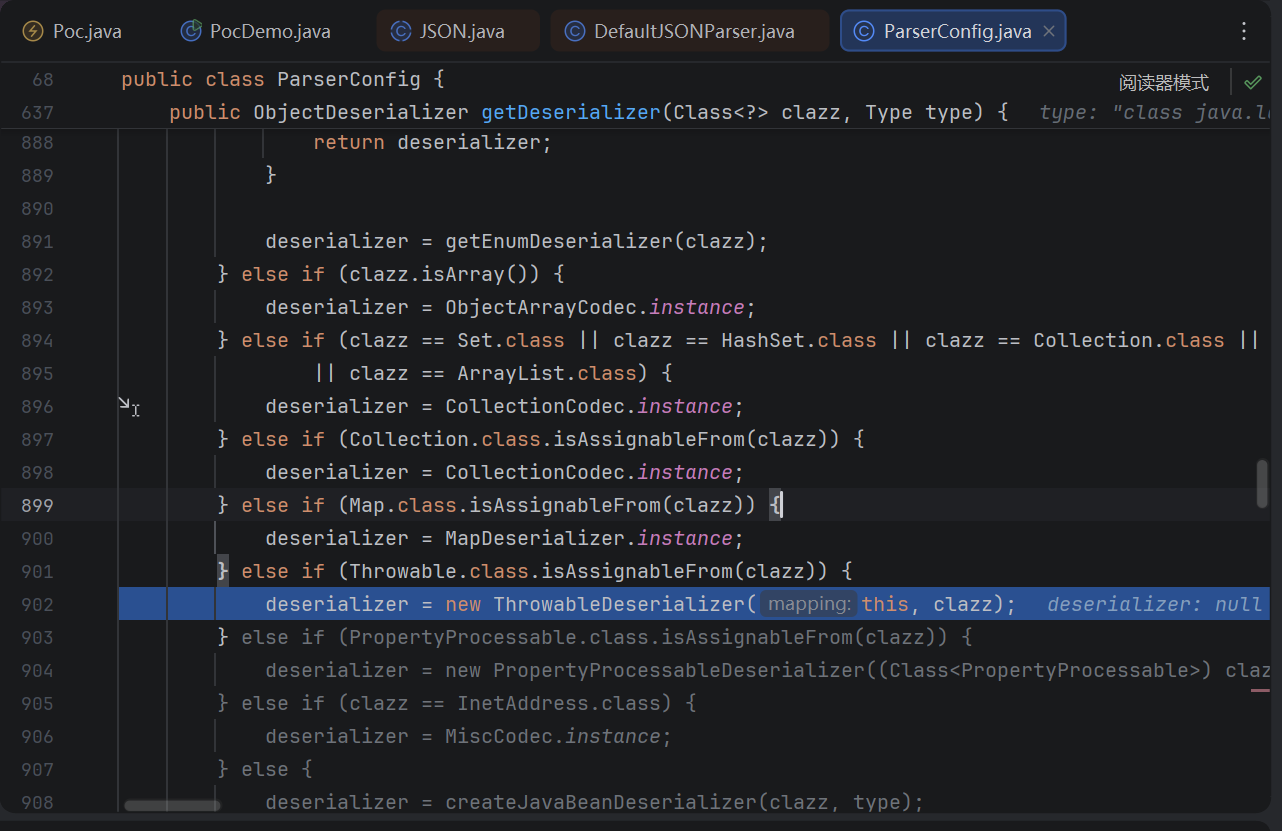 Poc.java PocDemo.java JSON.java DefaultJSONParser.java ParserConfig.java
68 public class ParserConfig {
阅读器模式
637 public ObjectDeserializer getDeserializer(Class<?> clazz, Type type) { type: "class java.l
888 return deserializer;
889 }
890
891 deserializer = getEnumDeserializer(clazz);
892 } else if (clazz.isArray()) {
893 deserializer = ObjectArrayCodec.instance;
894 } else if (clazz == Set.class || clazz == HashSet.class || clazz == Collection.class ||
895 || clazz == ArrayList.class) {
896 deserializer = CollectionCodec.instance;
897 } else if (Collection.class.isAssignableFrom(clazz)) {
898 deserializer = CollectionCodec.instance;
899 } else if (Map.class.isAssignableFrom(clazz)) {
900 deserializer = MapDeserializer.instance;
901 } else if (Throwable.class.isAssignableFrom(clazz)) {
902 deserializer = new ThrowableDeserializer( mapping: this, clazz); deserializer: null
903 } else if (PropertyProcessable.class.isAssignableFrom(clazz)) {
904 deserializer = new PropertyProcessableDeserializer((Class<PropertyProcessable>) claz
905 } else if (clazz == InetAddress.class) {
906 deserializer = MiscCodec.instance;
907 } else {
908 deserializer = createJavaBeanDeserializer(clazz, type);